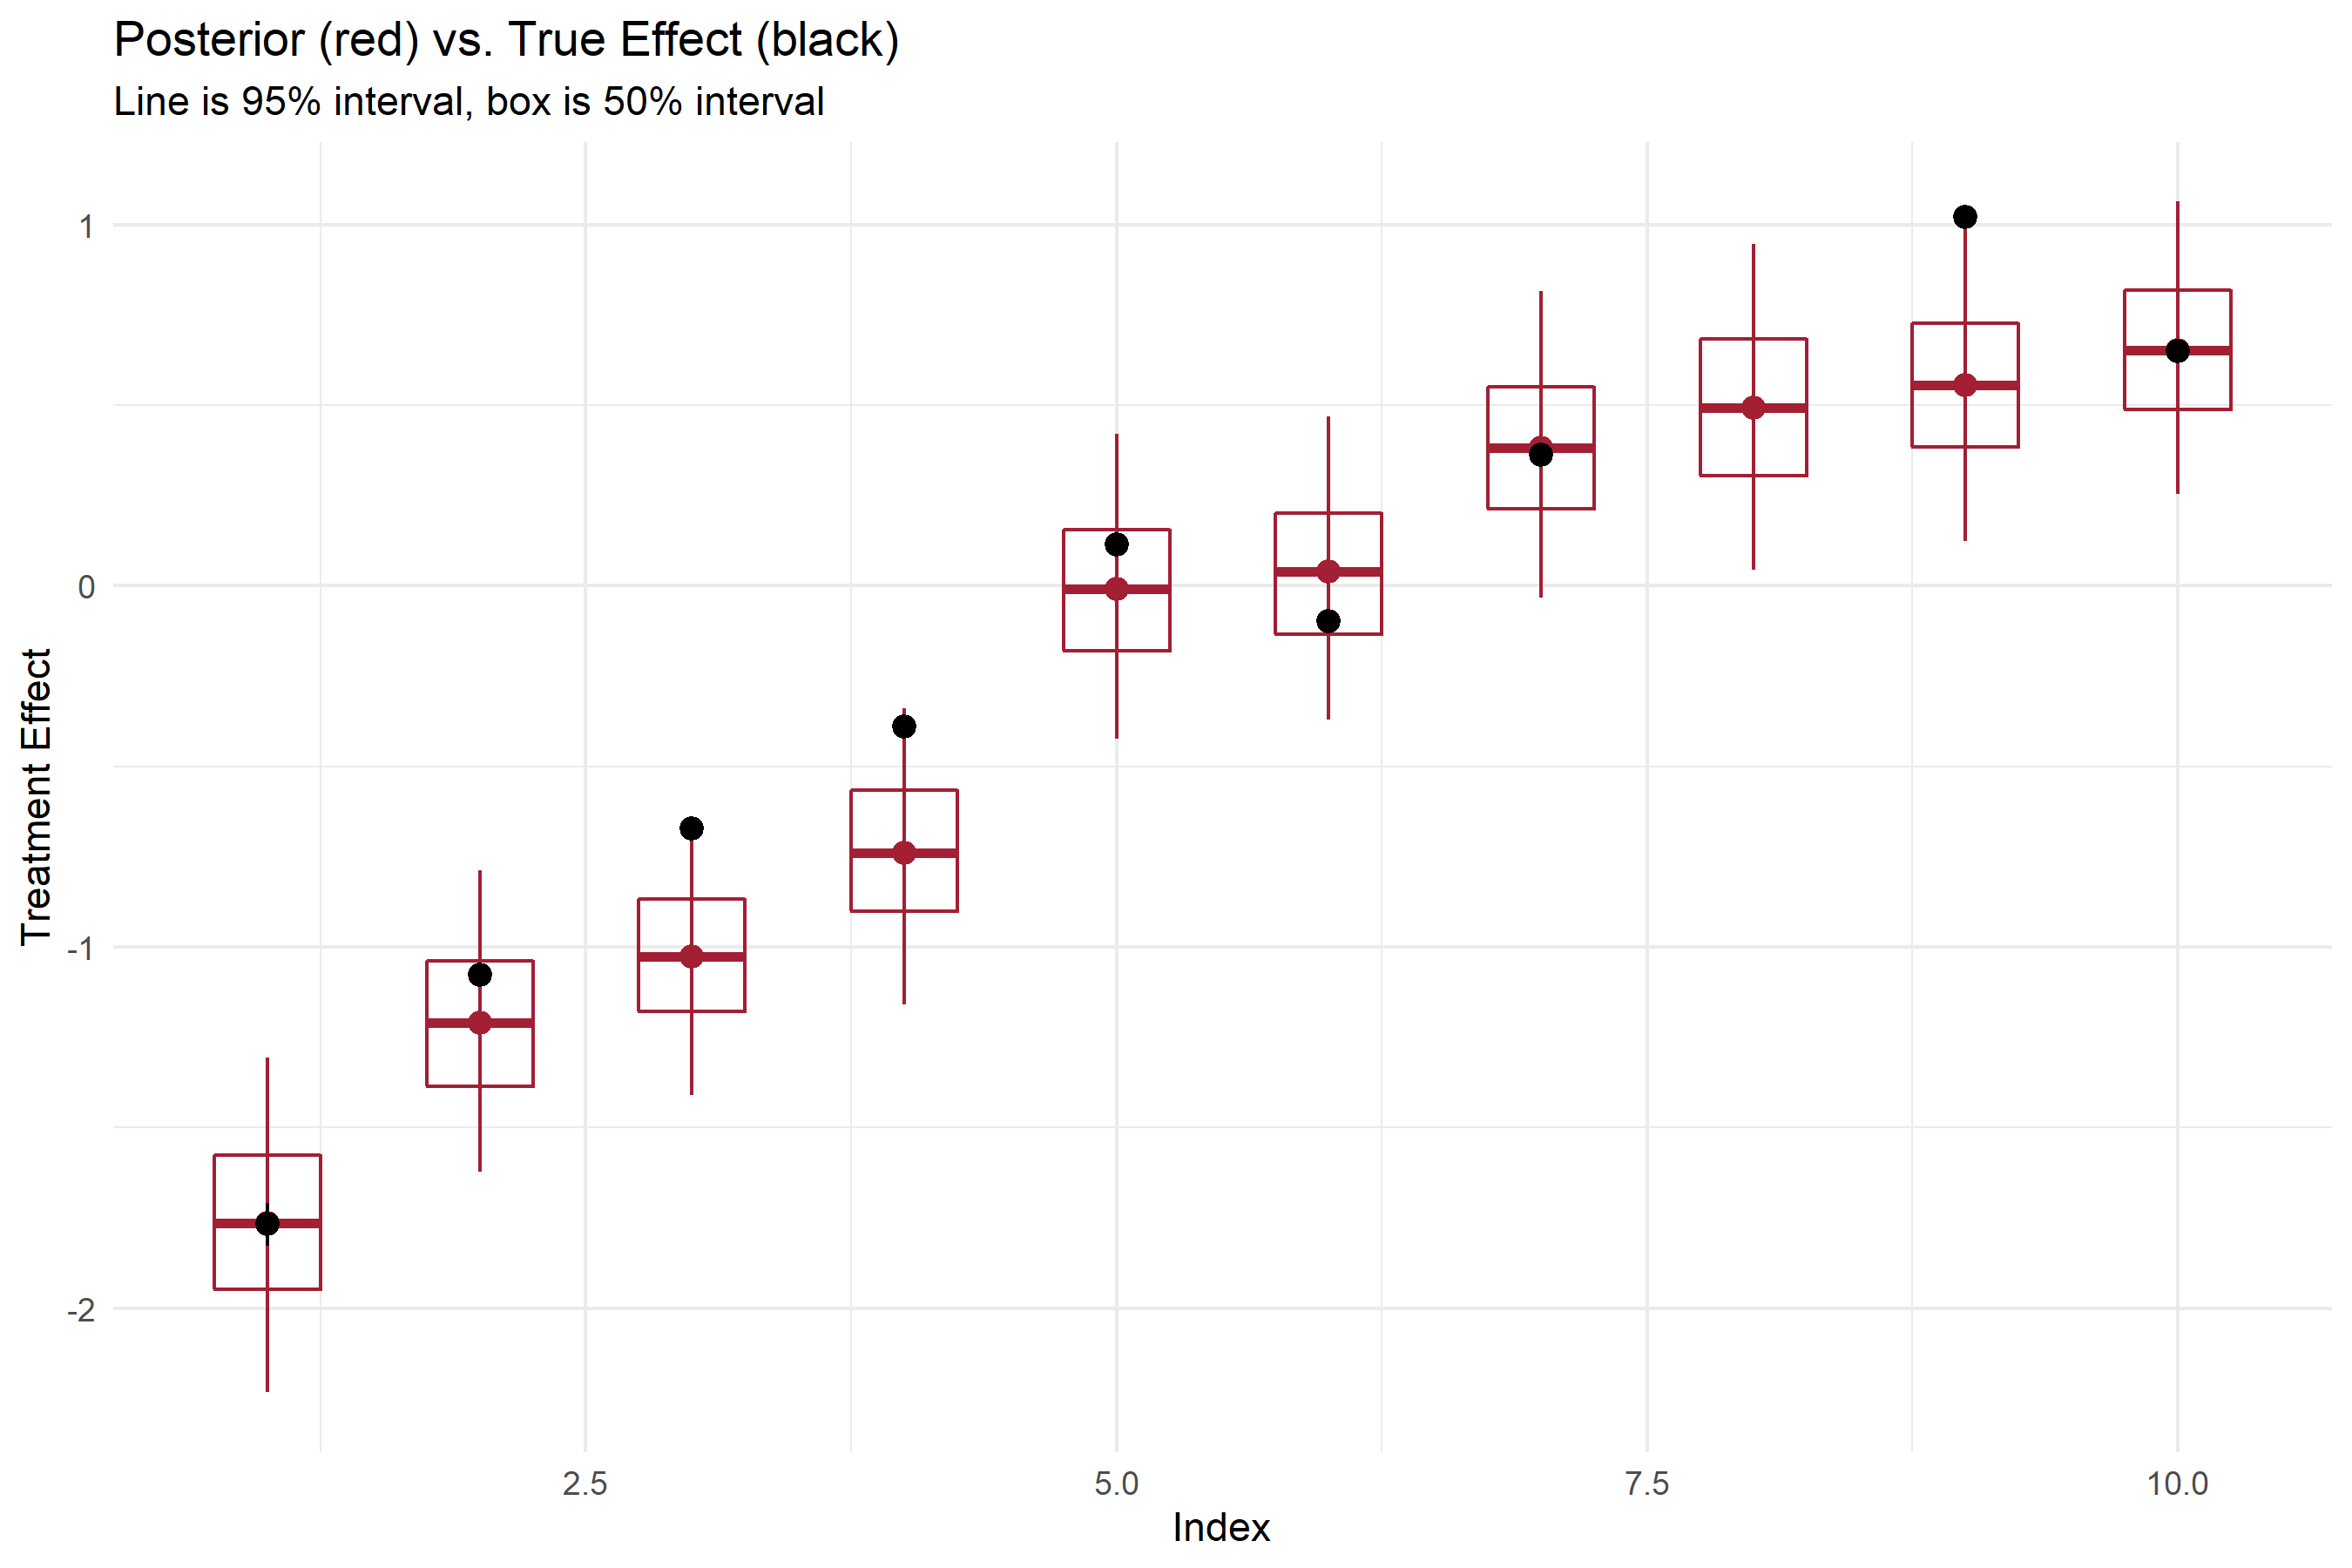 Posterior (red) vs. True Effect (black)
Line is 95% interval, box is 50% interval
Treatment Effect
1
0
-1
-2
2.5
5.0
7.5
10.0
Index